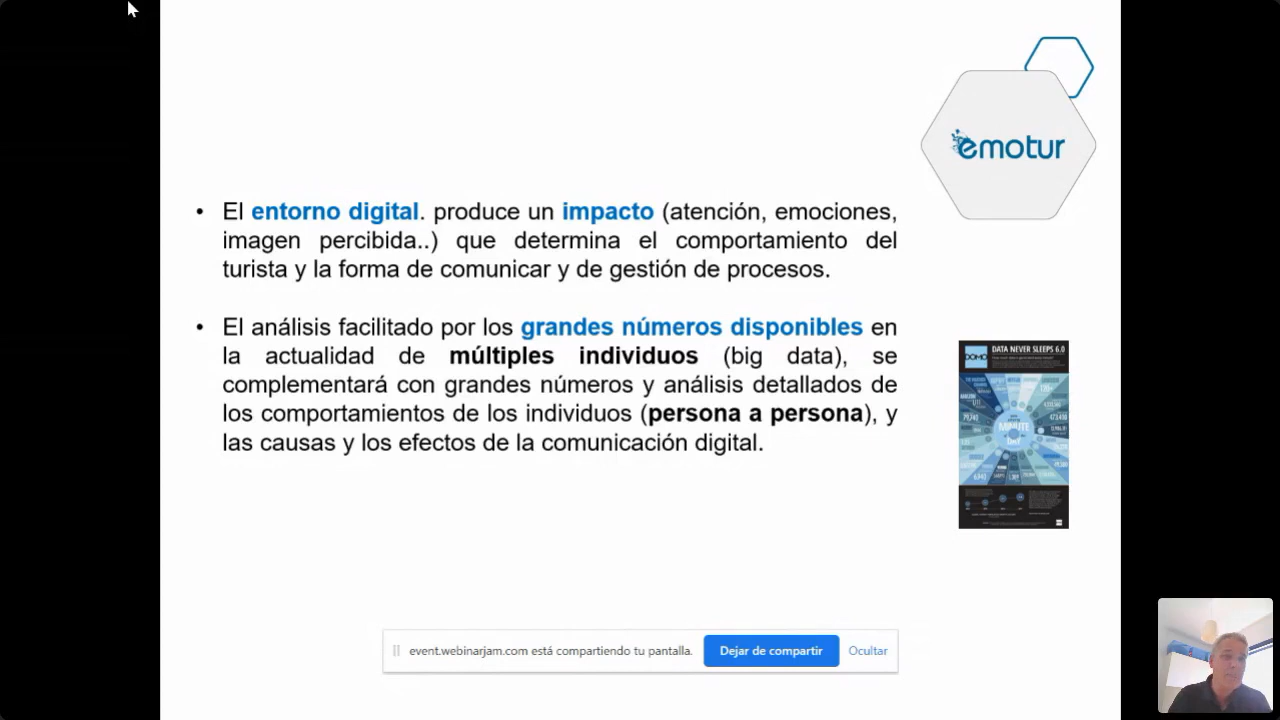 emotur
• El entorno digital. produce un impacto (atención, emociones,
imagen percibida..) que determina el comportamiento del
turista y la forma de comunicar y de gestión de procesos.
• El análisis facilitado por los grandes números disponibles en
la actualidad de múltiples individuos (big data), se
complementará con grandes números y análisis detallados de
los comportamientos de los individuos (persona a persona), y
las causas y los efectos de la comunicación digital.
DOMO
DATA NEVER SLEEPS 6.0
MINUTE
DAY
event.webinarjam.com está compartiendo tu pantalla.
Dejar de compartir
Ocultar